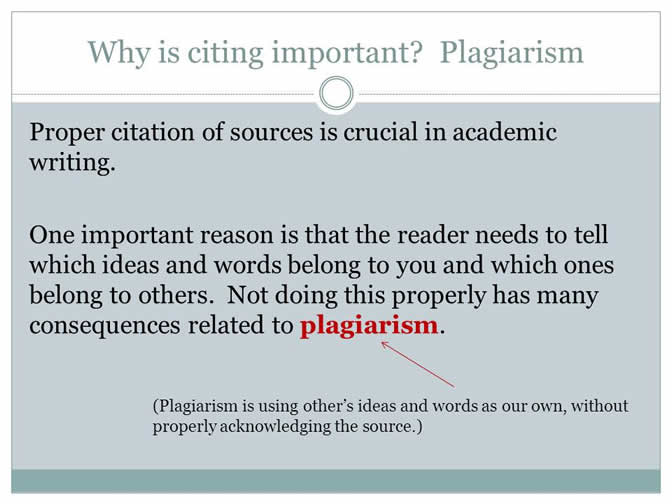 Why is citing important?  Plagiarism
Proper citation of sources is crucial in academic
writing.
One important reason is that the reader needs to tell
which ideas and words belong to you and which ones
belong to others.  Not doing this properly has many
consequences related to plagiarism.
(Plagiarism is using other’s ideas and words as our own, without
properly acknowledging the source.)